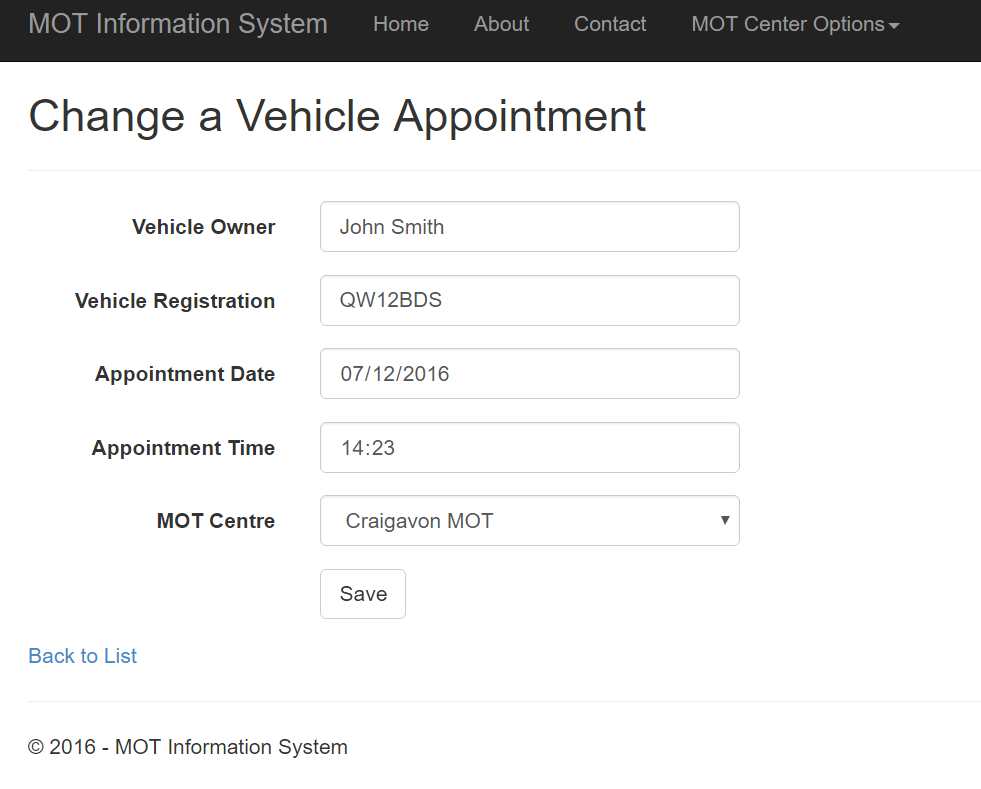 MOT Information System Home About Contact MOT Center Options
Change a Vehicle Appointment
Vehicle Owner John Smith
Vehicle Registration QW12BDS
Appointment Date 07/12/2016
Appointment Time 14:23
MOT Centre Craigavon MOT
Save
Back to List
© 2016 - MOT Information System